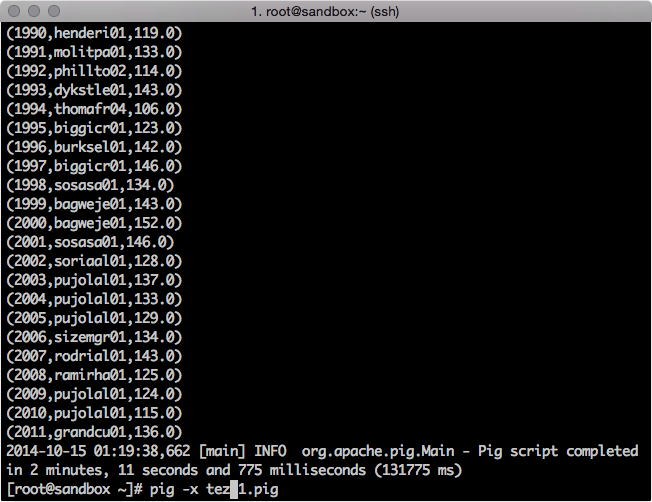 1. root@sandbox:~ (ssh)
(1990,henderi01,119.0)
(1991,molitpa01,133.0)
(1992,phillto02,114.0)
(1993,dykstle01,143.0)
(1994,thomafr04,106.0)
(1995,biggicr01,123.0)
(1996,burksel01,142.0)
(1997,biggicr01,146.0)
(1998,sosasa01,134.0)
(1999,bagweje01,143.0)
(2000,bagweje01,152.0)
(2001,sosasa01,146.0)
(2002,soriaal01,128.0)
(2003,pujolal01,137.0)
(2004,pujolal01,133.0)
(2005,pujolal01,129.0)
(2006,sizemgr01,134.0)
(2007,rodrial01,143.0)
(2008,ramirha01,125.0)
(2009,pujolal01,124.0)
(2010,pujolal01,115.0)
(2011,grandcu01,136.0)
2014-10-15 01:19:38,662 [main] INFO  org.apache.pig.Main - Pig script completed
in 2 minutes, 11 seconds and 775 milliseconds (131775 ms)
[root@sandbox ~]# pig -x tez 1.pig